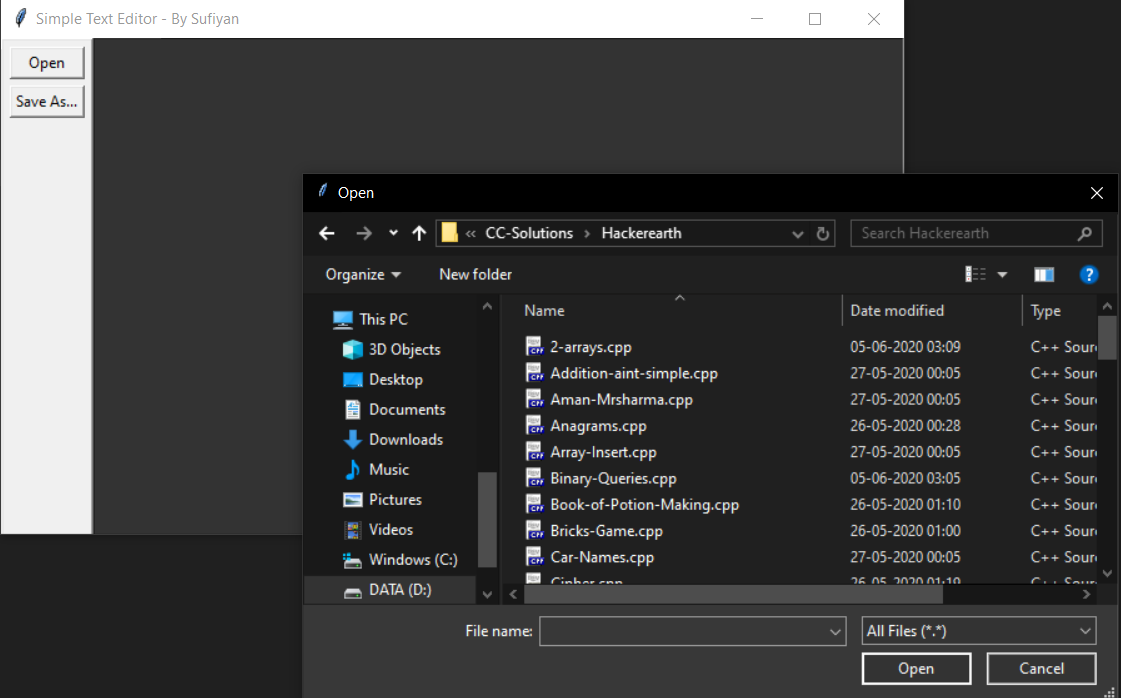 Simple Text Editor - By Sufiyan
Open
Save As...
Open
« CC-Solutions › Hackerearth
Search Hackerearth
Organize
New folder
This PC
3D Objects
Desktop
Documents
Downloads
Music
Pictures
Videos
Windows (C:)
DATA (D:)
Name Date modified Type
2-arrays.cpp 05-06-2020 03:09 C++ Sour
Addition-aint-simple.cpp 27-05-2020 00:05 C++ Sour
Aman-Mrsharma.cpp 27-05-2020 00:05 C++ Sour
Anagrams.cpp 26-05-2020 00:28 C++ Sour
Array-Insert.cpp 27-05-2020 00:05 C++ Sour
Binary-Queries.cpp 05-06-2020 03:05 C++ Sour
Book-of-Potion-Making.cpp 26-05-2020 01:10 C++ Sour
Bricks-Game.cpp 26-05-2020 01:00 C++ Sour
Car-Names.cpp 27-05-2020 00:05 C++ Sour
Cipher.cpp 26-05-2020 01:19 C++ Sour
File name:
All Files (*.*)
Open
Cancel